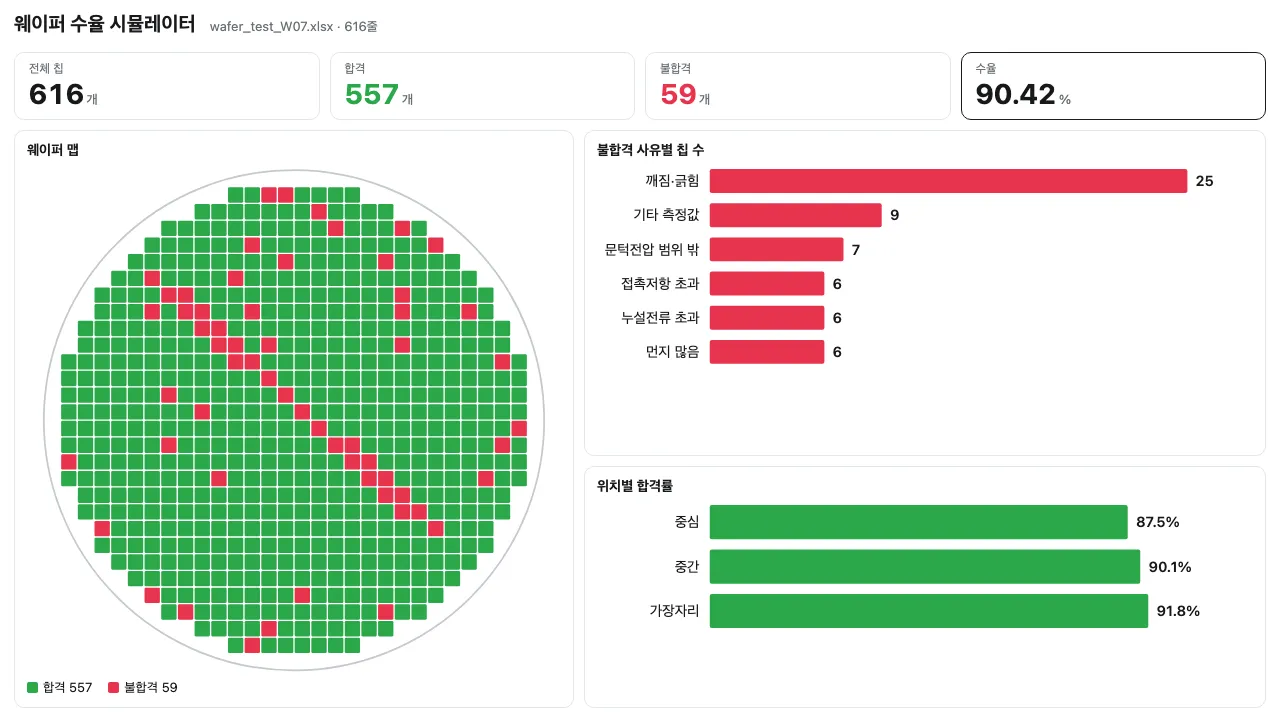 웨이퍼 수율 시뮬레이터 wafer_test_W07.xlsx · 616줄
전체 칩
616개
합격
557개
불합격
59개
수율
90.42%
웨이퍼 맵
합격 557 불합격 59
불합격 사유별 칩 수
깨짐·긁힘 25
기타 측정값 9
문턱전압 범위 밖 7
접촉저항 초과 6
누설전류 초과 6
먼지 많음 6
위치별 합격률
중심 87.5%
중간 90.1%
가장자리 91.8%